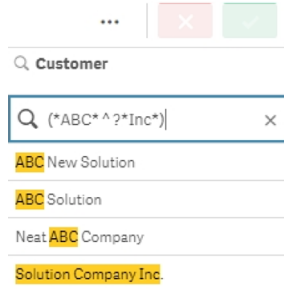 ...
Customer
(*ABC* ^ ?*Inc*)
ABC New Solution
ABC Solution
Neat ABC Company
Solution Company Inc.